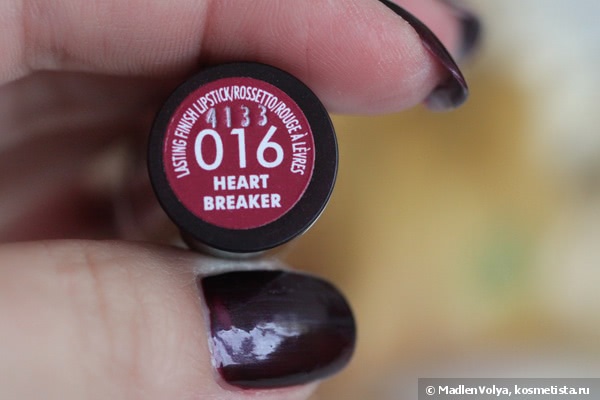 LASTING FINISH LIPSTICK/ROSSETTO/ROUGE À LÈVRES
4133
016
HEART
BREAKER
© MadlenVolya, kosmetista.ru